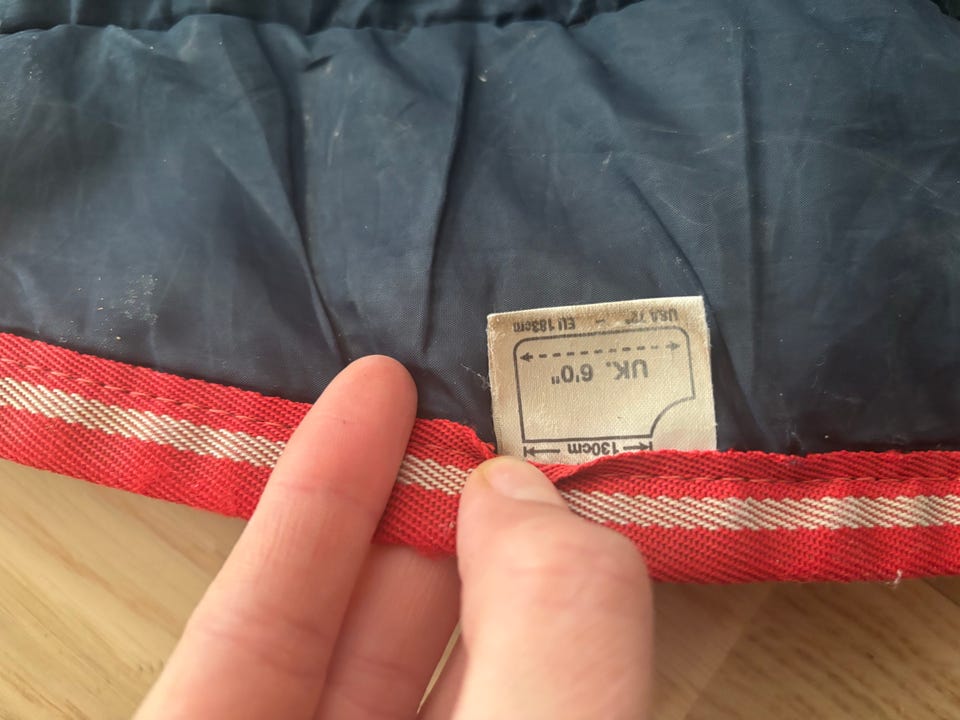 130cm
UK. 6'0"
USA 72" - EU 183cm